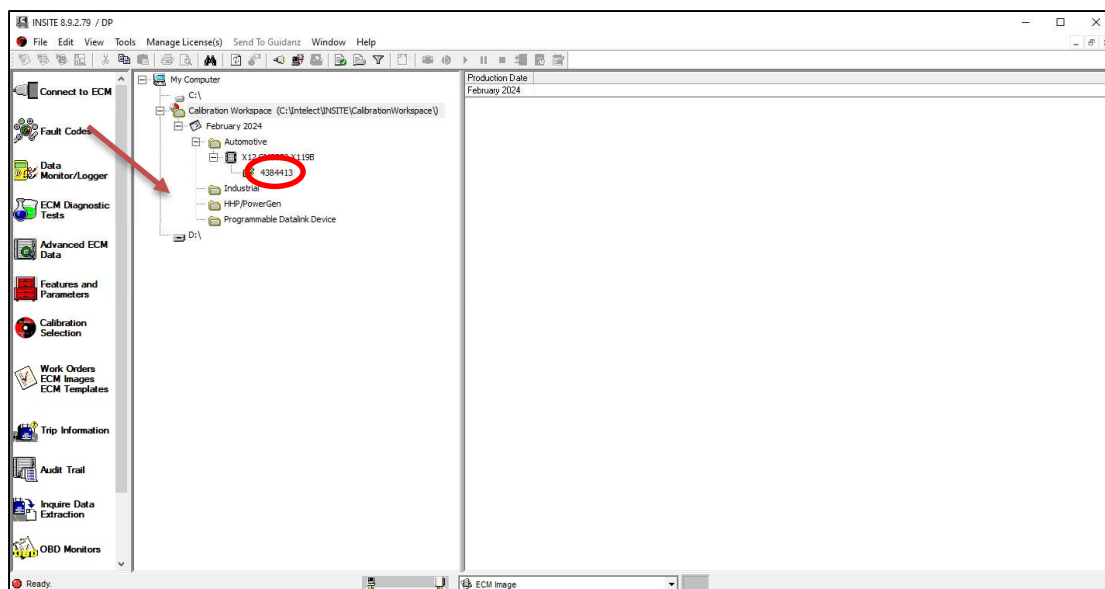 INSITE 8.9.2.79 / DP
File Edit View Tools Manage License(s) Send To Guidanz Window Help
Connect to ECM
Fault Codes
Data
Monitor/Logger
ECM Diagnostic
Tests
Advanced ECM
Data
Features and
Parameters
Calibration
Selection
Work Orders
ECM Images
ECM Templates
Trip Information
Audit Trail
Inquire Data
Extraction
OBD Monitors
My Computer
C:\
Calibration Workspace (C:\Intelect\INSITE\CalibrationWorkspace\)
February 2024
Automotive
X12 X119B
4384413
Industrial
HHP/PowerGen
Programmable Datalink Device
D:\
Production Date
February 2024
Ready.
ECM Image